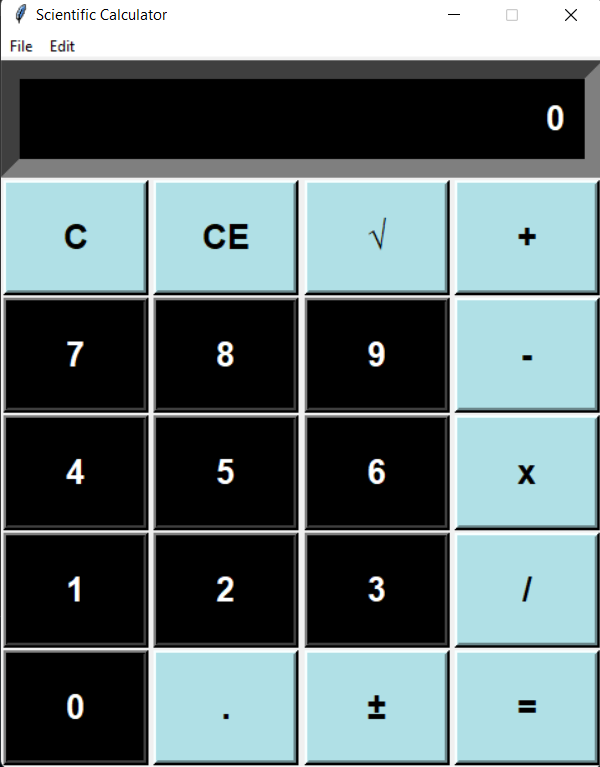 Scientific Calculator
File Edit
0
C CE √ +
7 8 9 -
4 5 6 x
1 2 3 /
0 . ± =